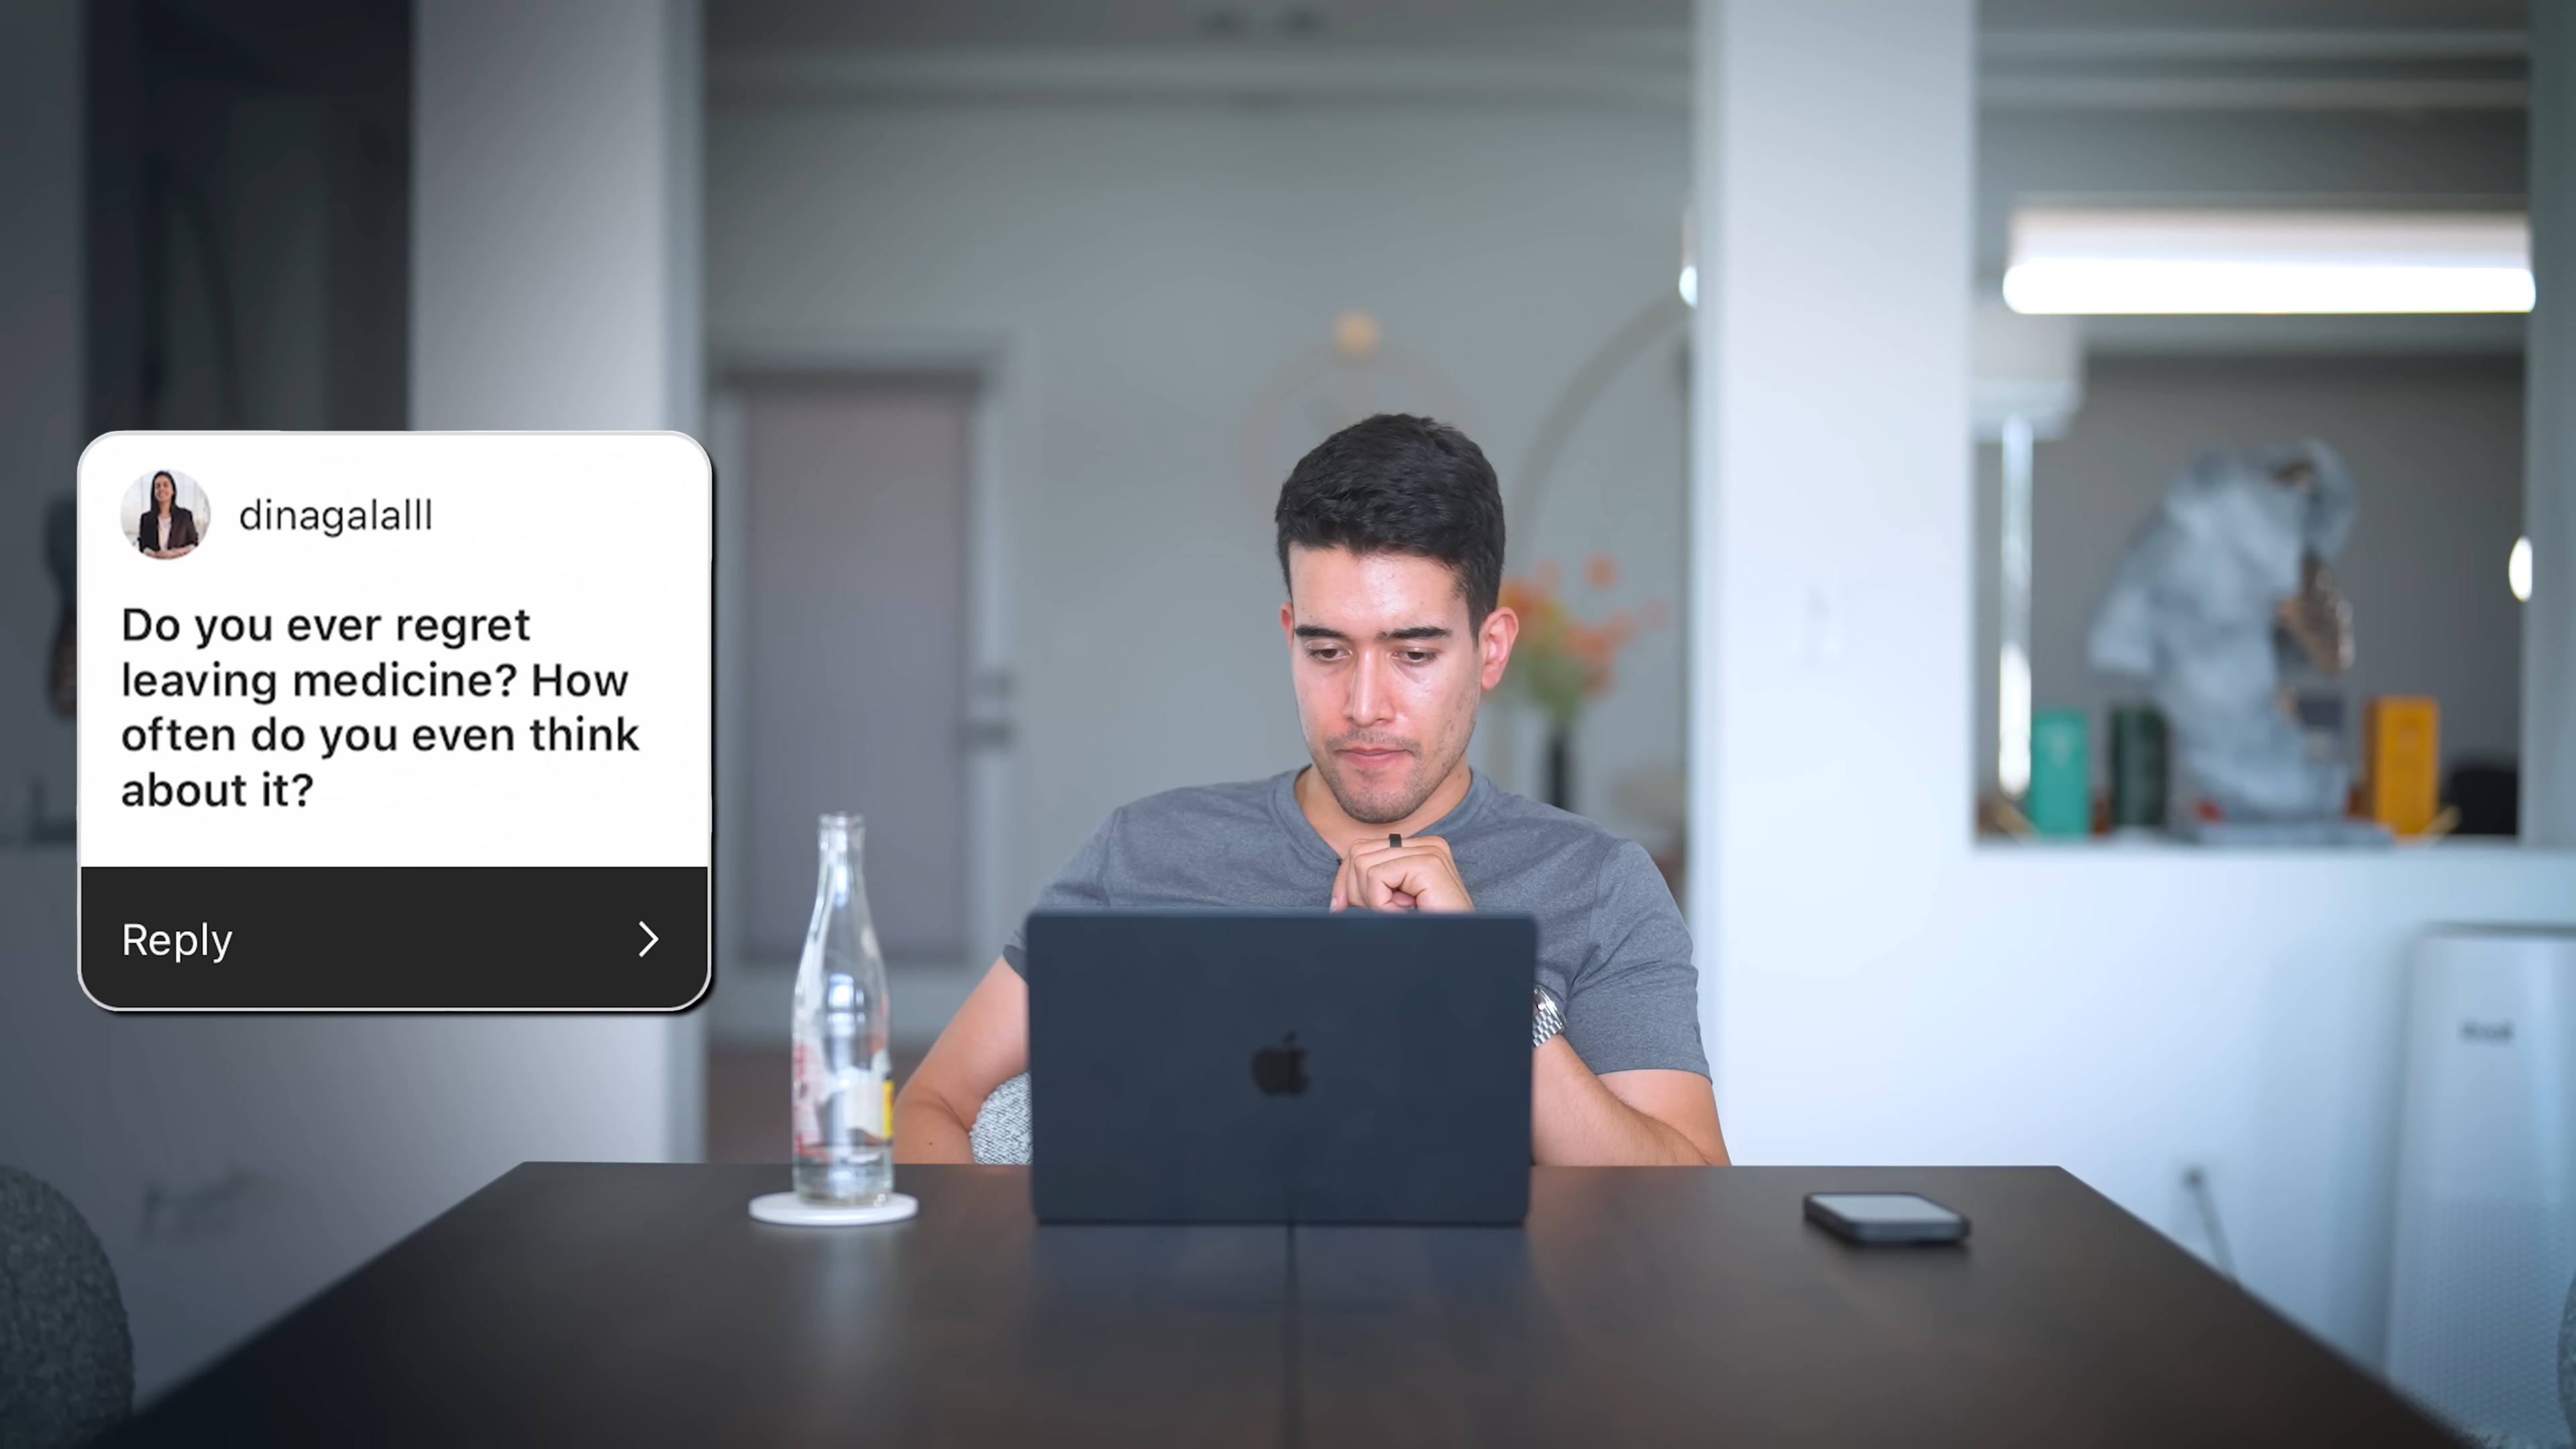 dinagalalll
Do you ever regret
leaving medicine? How
often do you even think
about it?
Reply